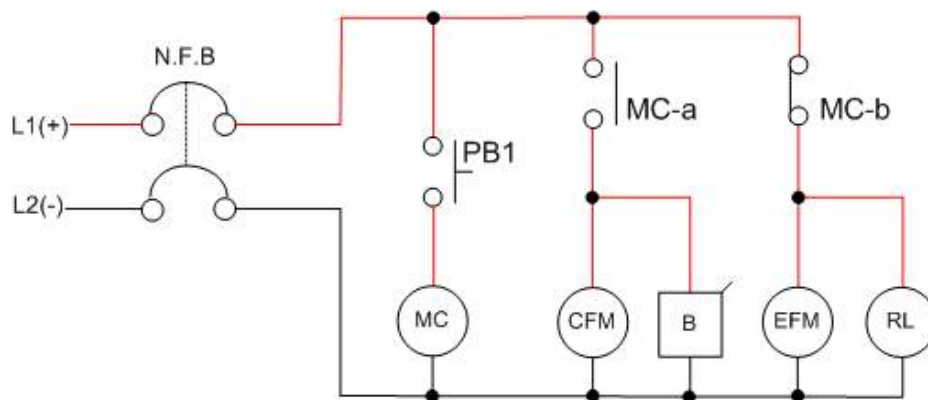 N.F.B
L1(+)
MC-a
MC-b
PB1
L2(-)
MC
CFM
B
EFM
RL